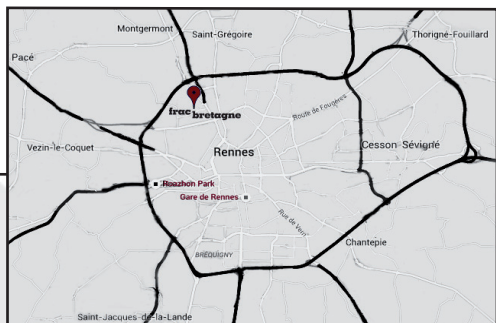 Montgermont
Saint-Grégoire
Thorigné-Fouillard
Pacé
frac
bretagne
Route de Fougères
Vezin-le-Coquet
Rennes
Cesson Sévigné
Roazhon Park
Gare de Rennes
Rue de Vern
Chantepie
BRÉQUIGNY
Saint-Jacques-de-la-Lande